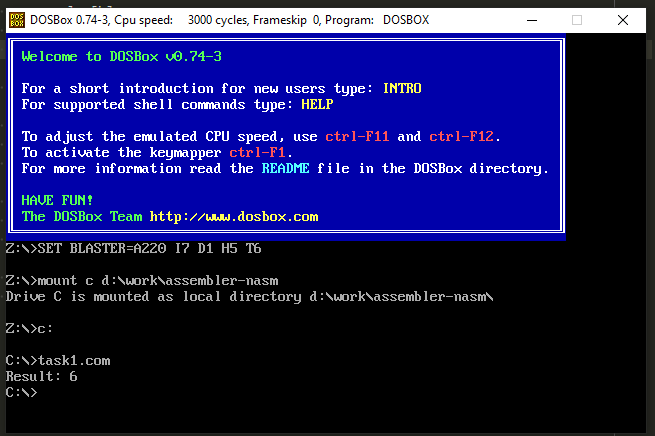 DOS
BOX
DOSBox 0.74-3, Cpu speed:    3000 cycles, Frameskip  0, Program:   DOSBOX
Welcome to DOSBox v0.74-3
For a short introduction for new users type: INTRO
For supported shell commands type: HELP
To adjust the emulated CPU speed, use ctrl-F11 and ctrl-F12.
To activate the keymapper ctrl-F1.
For more information read the README file in the DOSBox directory.
HAVE FUN!
The DOSBox Team http://www.dosbox.com
Z:\>SET BLASTER=A220 I7 D1 H5 T6
Z:\>mount c d:\work\assembler-nasm
Drive C is mounted as local directory d:\work\assembler-nasm\
Z:\>c:
C:\>task1.com
Result: 6
C:\>